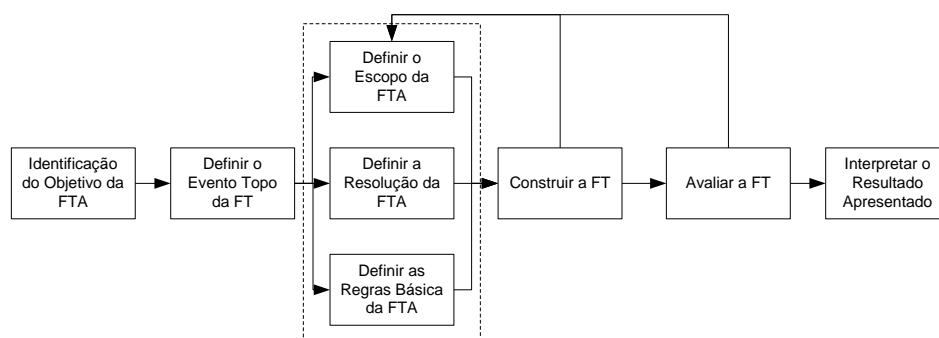 Definir o
Escopo da
FTA
Identificação
do Objetivo da
FTA
Definir o
Evento Topo
da FT
Definir a
Resolução da
FTA
Construir a FT
Avaliar a FT
Interpretar o
Resultado
Apresentado
Definir as
Regras Básica
da FTA